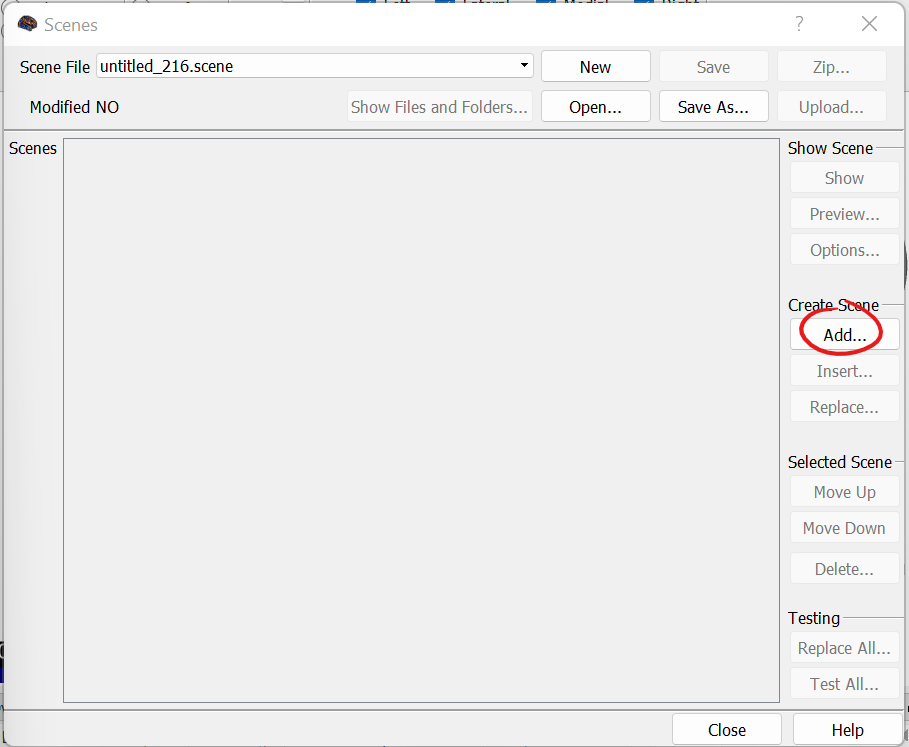 Scenes
?
Scene File untitled_216.scene New Save Zip...
Modified NO Show Files and Folders... Open... Save As... Upload...
Scenes
Show Scene
Show
Preview...
Options...
Create Scene
Add...
Insert...
Replace...
Selected Scene
Move Up
Move Down
Delete...
Testing
Replace All...
Test All...
Close Help